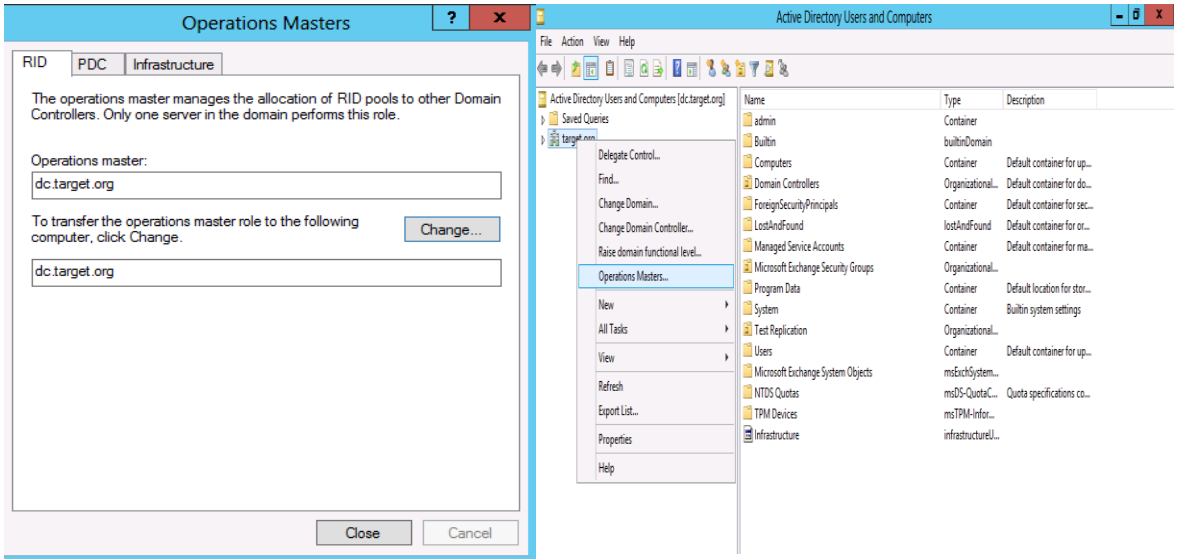 Operations Masters
?
x
RID
PDC
Infrastructure
The operations master manages the allocation of RID pools to other Domain
Controllers. Only one server in the domain performs this role.
Operations master:
dc.target.org
To transfer the operations master role to the following
computer, click Change.
Change...
dc.target.org
Close
Cancel
Active Directory Users and Computers
X
File Action View Help
Active Directory Users and Computers [dc.target.org]
Saved Queries
target.org
Delegate Control...
Find...
Change Domain...
Change Domain Controller...
Raise domain functional level...
Operations Masters...
New
All Tasks
View
Refresh
Export List...
Properties
Help
Name Type Description
admin Container
Builtin builtinDomain
Computers Container Default container for up...
Domain Controllers Organizational... Default container for do...
ForeignSecurityPrincipals Container Default container for sec...
LostAndFound lostAndFound Default container for or...
Managed Service Accounts Container Default container for ma...
Microsoft Exchange Security Groups Organizational...
Program Data Container Default location for stor...
System Container Builtin system settings
Test Replication Organizational...
Users Container Default container for up...
Microsoft Exchange System Objects msExchSystem...
NTDS Quotas msDS-QuotaC... Quota specifications co...
TPM Devices msTPM-Infor...
Infrastructure infrastructureU...